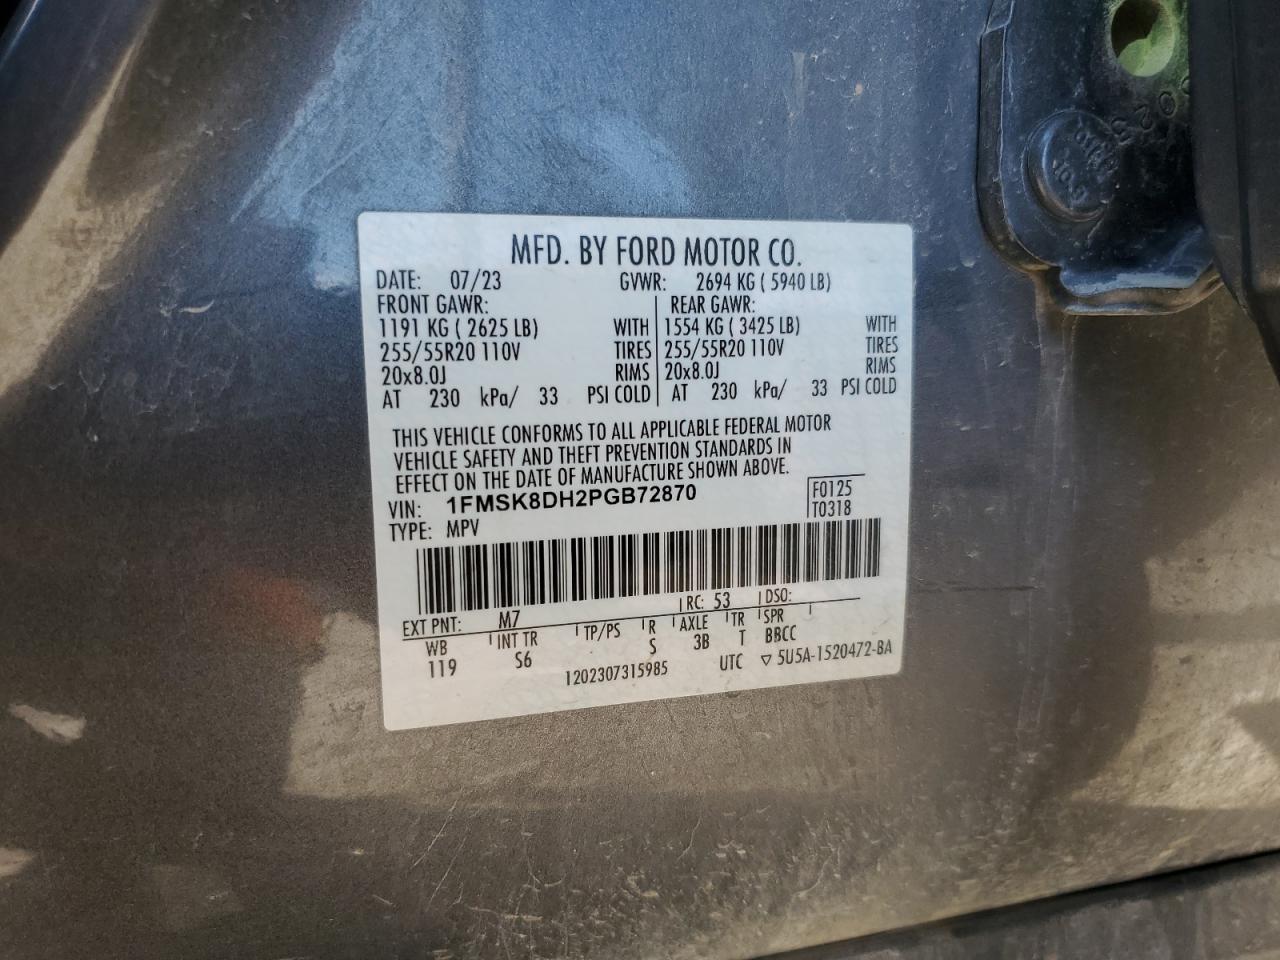 MFD. BY FORD MOTOR CO.
DATE: 07/23 GVWR: 2694 KG ( 5940 LB)
FRONT GAWR: REAR GAWR:
1191 KG ( 2625 LB) WITH 1554 KG ( 3425 LB) WITH
255/55R20 110V TIRES 255/55R20 110V TIRES
20x8.0J RIMS 20x8.0J RIMS
AT 230 kPa/ 33 PSI COLD AT 230 kPa/ 33 PSI COLD
THIS VEHICLE CONFORMS TO ALL APPLICABLE FEDERAL MOTOR
VEHICLE SAFETY AND THEFT PREVENTION STANDARDS IN
EFFECT ON THE DATE OF MANUFACTURE SHOWN ABOVE.
VIN: 1FMSK8DH2PGB72870 F0125
TYPE: MPV T0318
EXT PNT: M7 RC: 53 DSO:
WB INT TR TP/PS R AXLE TR SPR
119 S6 S 3B T BBCC
1202307315985 UTC ▽ 5U5A-1520472-BA